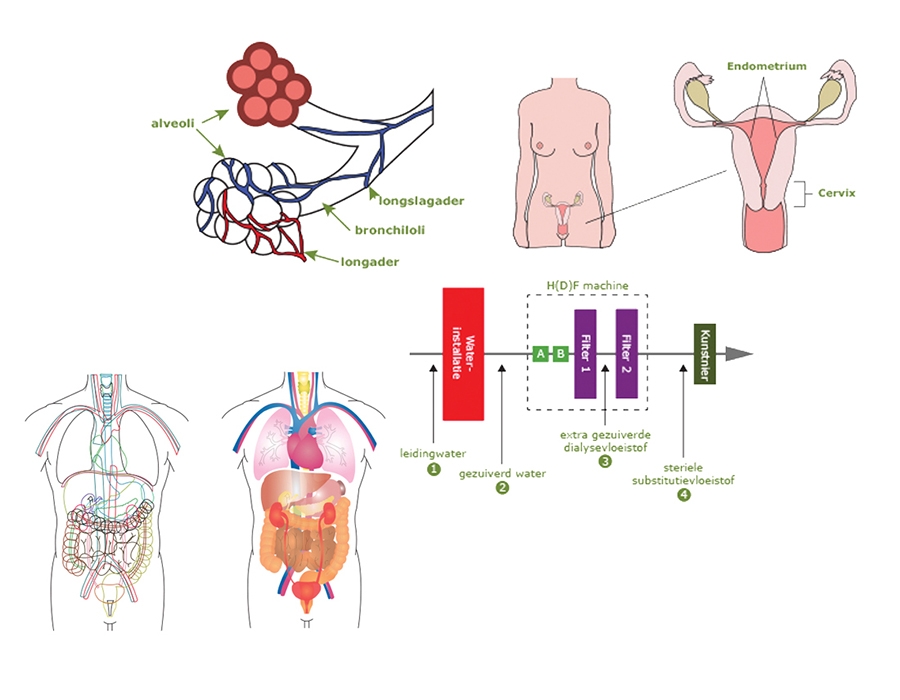 alveoli
longslagader
bronchiloli
longader
Endometrium
Cervix
H(D)F machine
Water-
installatie
A
B
Filter 1
Filter 2
Kunstnier
leidingwater
1
gezuiverd water
2
extra gezuiverde
dialysevloeistof
3
steriele
substitutievloeistof
4